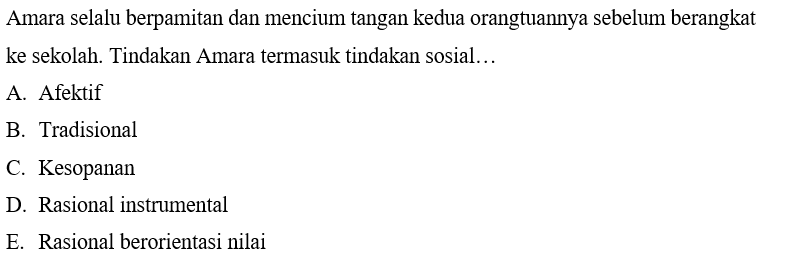 Amara selalu berpamitan dan mencium tangan kedua orangtuannya sebelum berangkat
ke sekolah. Tindakan Amara termasuk tindakan sosial…
A. Afektif
B. Tradisional
C. Kesopanan
D. Rasional instrumental
E. Rasional berorientasi nilai